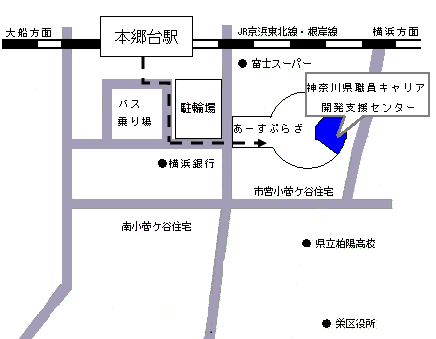 大船方面
本郷台駅
JR京浜東北線・根岸線
横浜方面
富士スーパー
神奈川県職員キャリア
開発支援センター
バス
乗り場
駐輪場
あーすぷらざ
横浜銀行
市営小菅ケ谷住宅
南小菅ケ谷住宅
県立柏陽高校
栄区役所